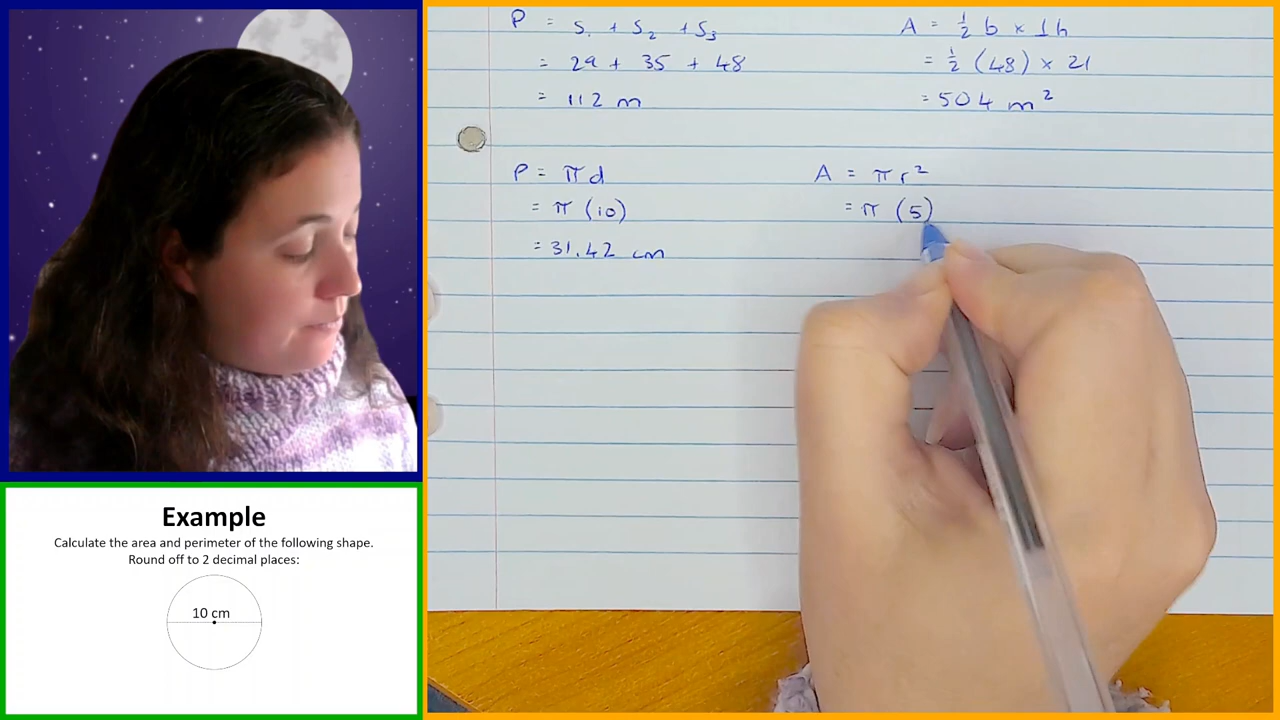 P = S₁ + S₂ + S₃
= 29 + 35 + 48
= 112 m
A = ½ b × ⊥h
= ½ (48) × 21
= 504 m²
P = πd
= π (10)
= 31.42 cm
A = πr²
= π (5)
Example
Calculate the area and perimeter of the following shape.
Round off to 2 decimal places:
10 cm